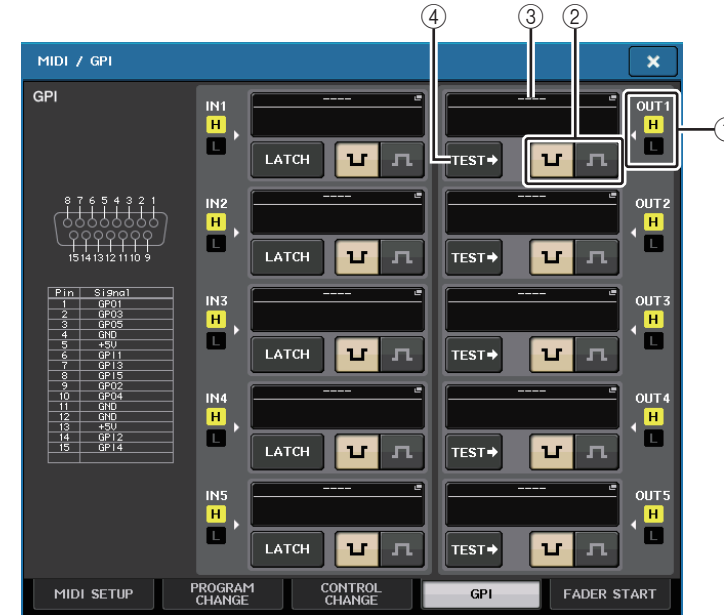 ④ ③ ②
MIDI / GPI ×
GPI
IN1 ---- ---- OUT1
H H
L L
LATCH TEST
IN2 ---- ---- OUT2
H H
L L
LATCH TEST
IN3 ---- ---- OUT3
H H
L L
LATCH TEST
IN4 ---- ---- OUT4
H H
L L
LATCH TEST
IN5 ---- ---- OUT5
H H
L L
LATCH TEST
8 7 6 5 4 3 2 1
15 14 13 12 11 10 9
Pin Signal
1 GPO1
2 GPO3
3 GPO5
4 GND
5 +5V
6 GPI1
7 GPI3
8 GPI5
9 GPO2
10 GPO4
11 GND
12 GND
13 +5V
14 GPI2
15 GPI4
MIDI SETUP
PROGRAM
CHANGE
CONTROL
CHANGE
GPI
FADER START